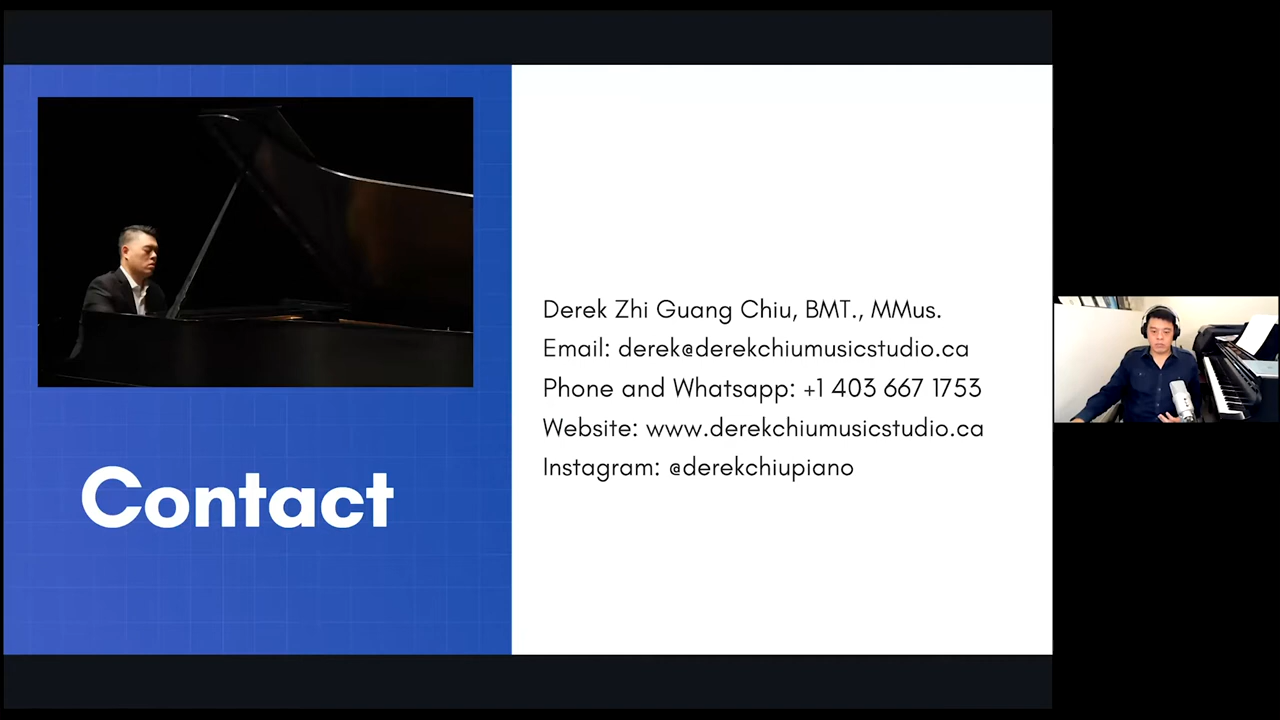 Contact
Derek Zhi Guang Chiu, BMT., MMus.
Email: derek@derekchiumusicstudio.ca
Phone and Whatsapp: +1 403 667 1753
Website: www.derekchiumusicstudio.ca
Instagram: @derekchiupiano